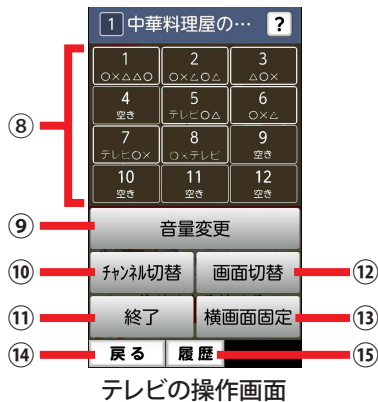 1 中華料理屋の… ?
1 2 3
○×△△○ ○×△○△ △○×
4 5 6
空き テレビ○△ ○×△
7 8 9
テレビ○× ○×テレビ 空き
10 11 12
空き 空き 空き
⑧
⑨ 音量変更
⑩ チャンネル切替 画面切替 ⑫
⑪ 終了 横画面固定 ⑬
⑭ 戻る 履歴 ⑮
テレビの操作画面